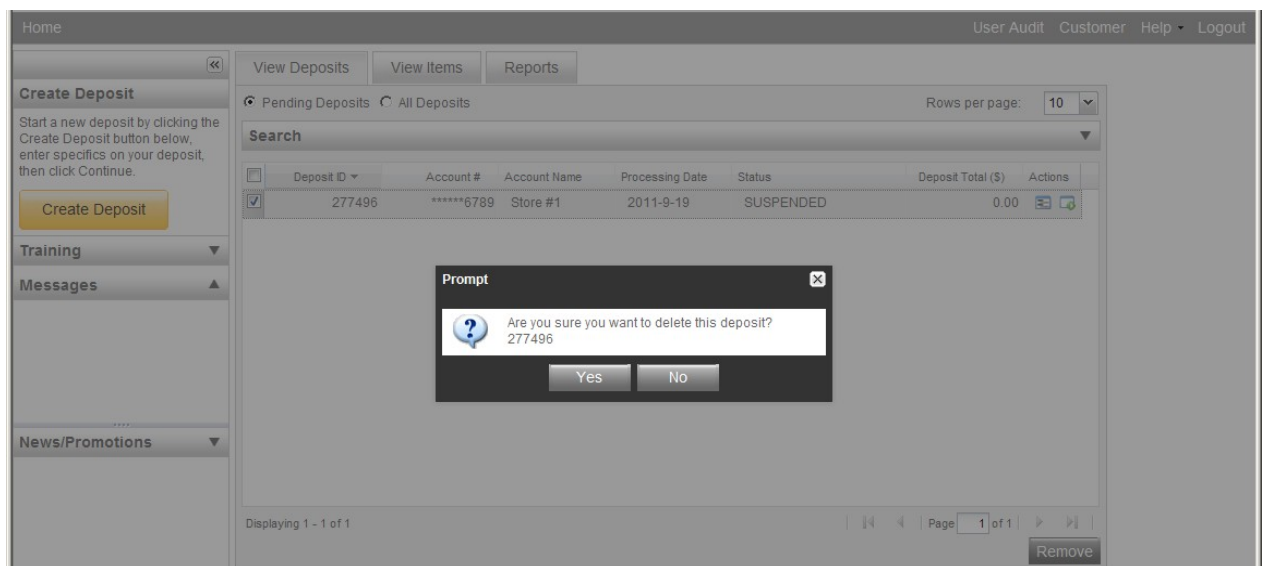 Home User Audit Customer Help Logout
View Deposits View Items Reports
Create Deposit
Start a new deposit by clicking the
Create Deposit button below,
enter specifics on your deposit,
then click Continue.
Create Deposit
Training
Messages
News/Promotions
Pending Deposits All Deposits Rows per page: 10
Search
Deposit ID Account # Account Name Processing Date Status Deposit Total ($) Actions
277496 ******6789 Store #1 2011-9-19 SUSPENDED 0.00
Prompt
Are you sure you want to delete this deposit?
277496
Yes No
Displaying 1 - 1 of 1 Page 1 of 1
Remove